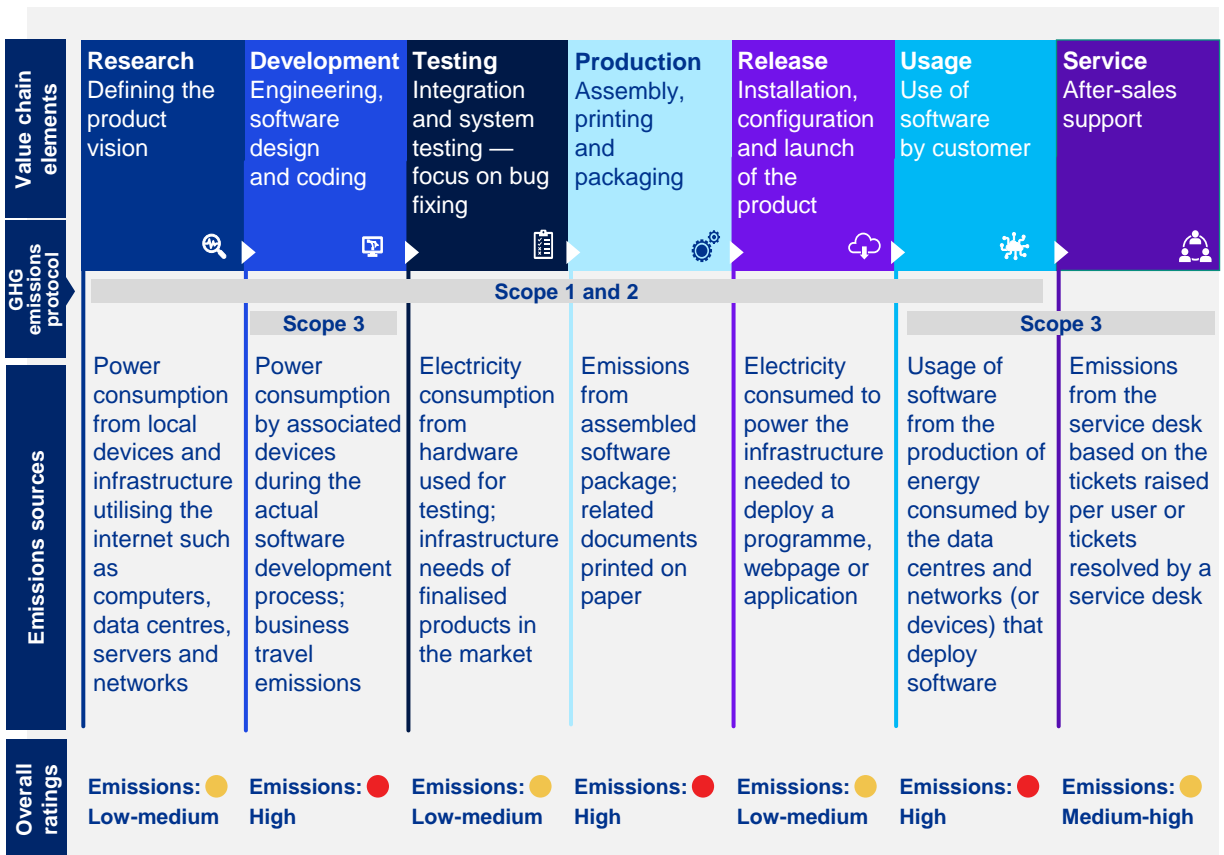 Value chain
elements
Research
Defining the
product
vision
Development
Engineering,
software
design
and coding
Testing
Integration
and system
testing —
focus on bug
fixing
Production
Assembly,
printing
and
packaging
Release
Installation,
configuration
and launch
of the
product
Usage
Use of
software
by customer
Service
After-sales
support
GHG
emissions
protocol
Scope 1 and 2
Scope 3
Scope 3
Emissions sources
Power
consumption
from local
devices and
infrastructure
utilising the
internet such
as
computers,
data centres,
servers and
networks
Power
consumption
by associated
devices
during the
actual
software
development
process;
business
travel
emissions
Electricity
consumption
from
hardware
used for
testing;
infrastructure
needs of
finalised
products in
the market
Emissions
from
assembled
software
package;
related
documents
printed on
paper
Electricity
consumed to
power the
infrastructure
needed to
deploy a
programme,
webpage or
application
Usage of
software
from the
production of
energy
consumed by
the data
centres and
networks (or
devices) that
deploy
software
Emissions
from the
service desk
based on the
tickets raised
per user or
tickets
resolved by a
service desk
Overall
ratings
Emissions:
Low-medium
Emissions:
High
Emissions:
Low-medium
Emissions:
High
Emissions:
Low-medium
Emissions:
High
Emissions:
Medium-high